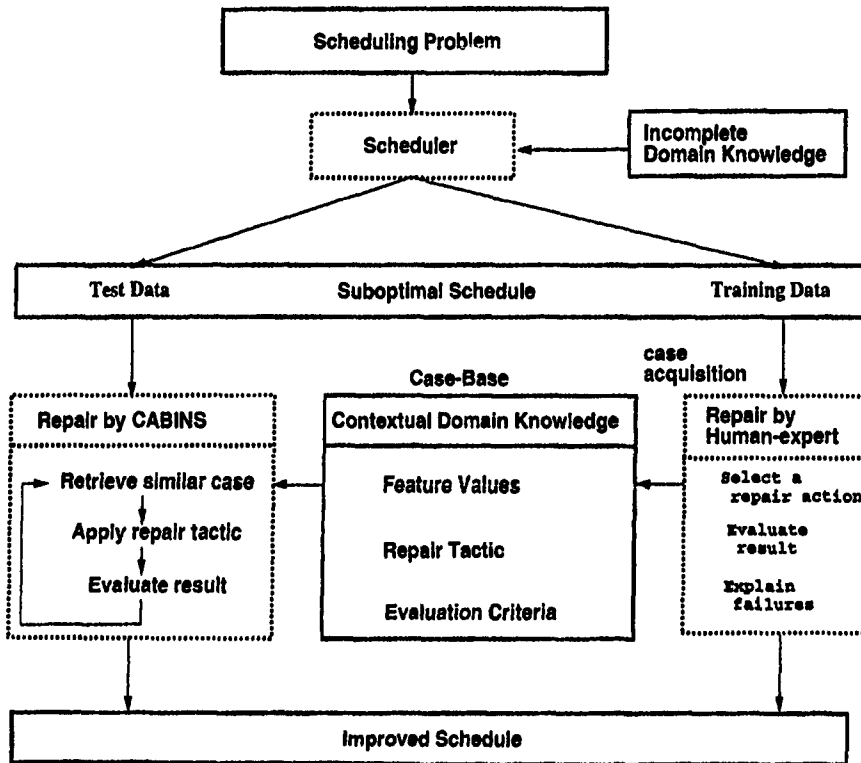 Scheduling Problem
Scheduler
Incomplete
Domain Knowledge
Test Data
Suboptimal Schedule
Training Data
case
acquisition
Case-Base
Repair by CABINS
Contextual Domain Knowledge
Repair by
Human-expert
Retrieve similar case
Apply repair tactic
Evaluate result
Feature Values
Repair Tactic
Evaluation Criteria
Select a
repair action
Evaluate
result
Explain
failures
Improved Schedule